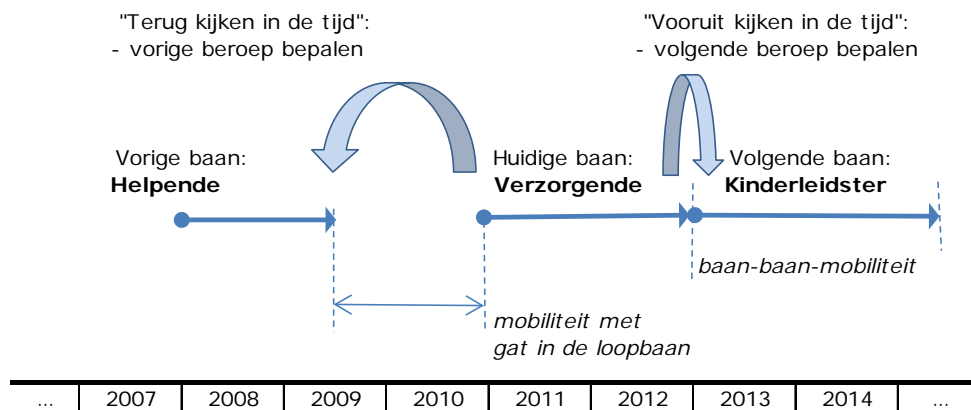 "Terug kijken in de tijd":
- vorige beroep bepalen
"Vooruit kijken in de tijd":
- volgende beroep bepalen
Vorige baan:
Helpende
Huidige baan:
Verzorgende
Volgende baan:
Kinderleidster
baan-baan-mobiliteit
mobiliteit met
gat in de loopbaan
... 2007 2008 2009 2010 2011 2012 2013 2014 ...